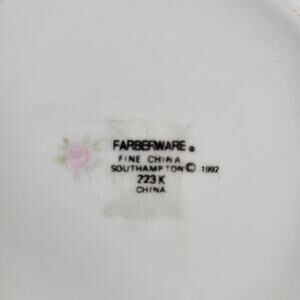 FARBERWARE®
FINE CHINA
SOUTHAMPTON © 1992
223 K
CHINA